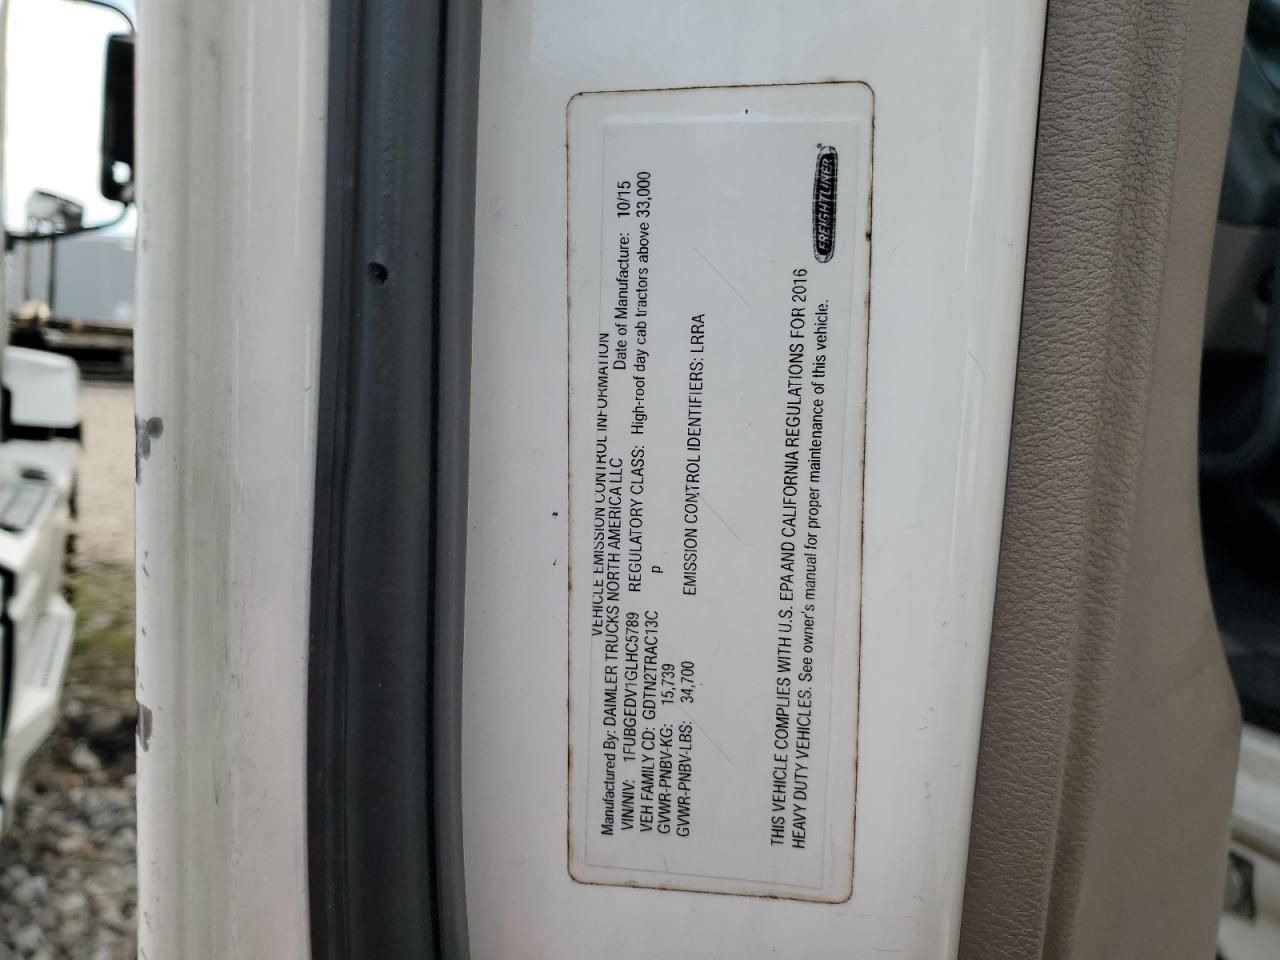 VEHICLE EMISSION CONTROL INFORMATION
Manufactured By: DAIMLER TRUCKS NORTH AMERICA LLC Date of Manufacture: 10/15
VIN/NIV: 1FUBGEDV1GLHC5789 REGULATORY CLASS: High-roof day cab tractors above 33,000
VEH FAMILY CD: GDTN2TRAC13C p
GVWR-PNBV-KG: 15,739
GVWR-PNBV-LBS: 34,700 EMISSION CONTROL IDENTIFIERS: LRRA
THIS VEHICLE COMPLIES WITH U.S. EPA AND CALIFORNIA REGULATIONS FOR 2016
HEAVY DUTY VEHICLES. See owner's manual for proper maintenance of this vehicle.
FREIGHTLINER